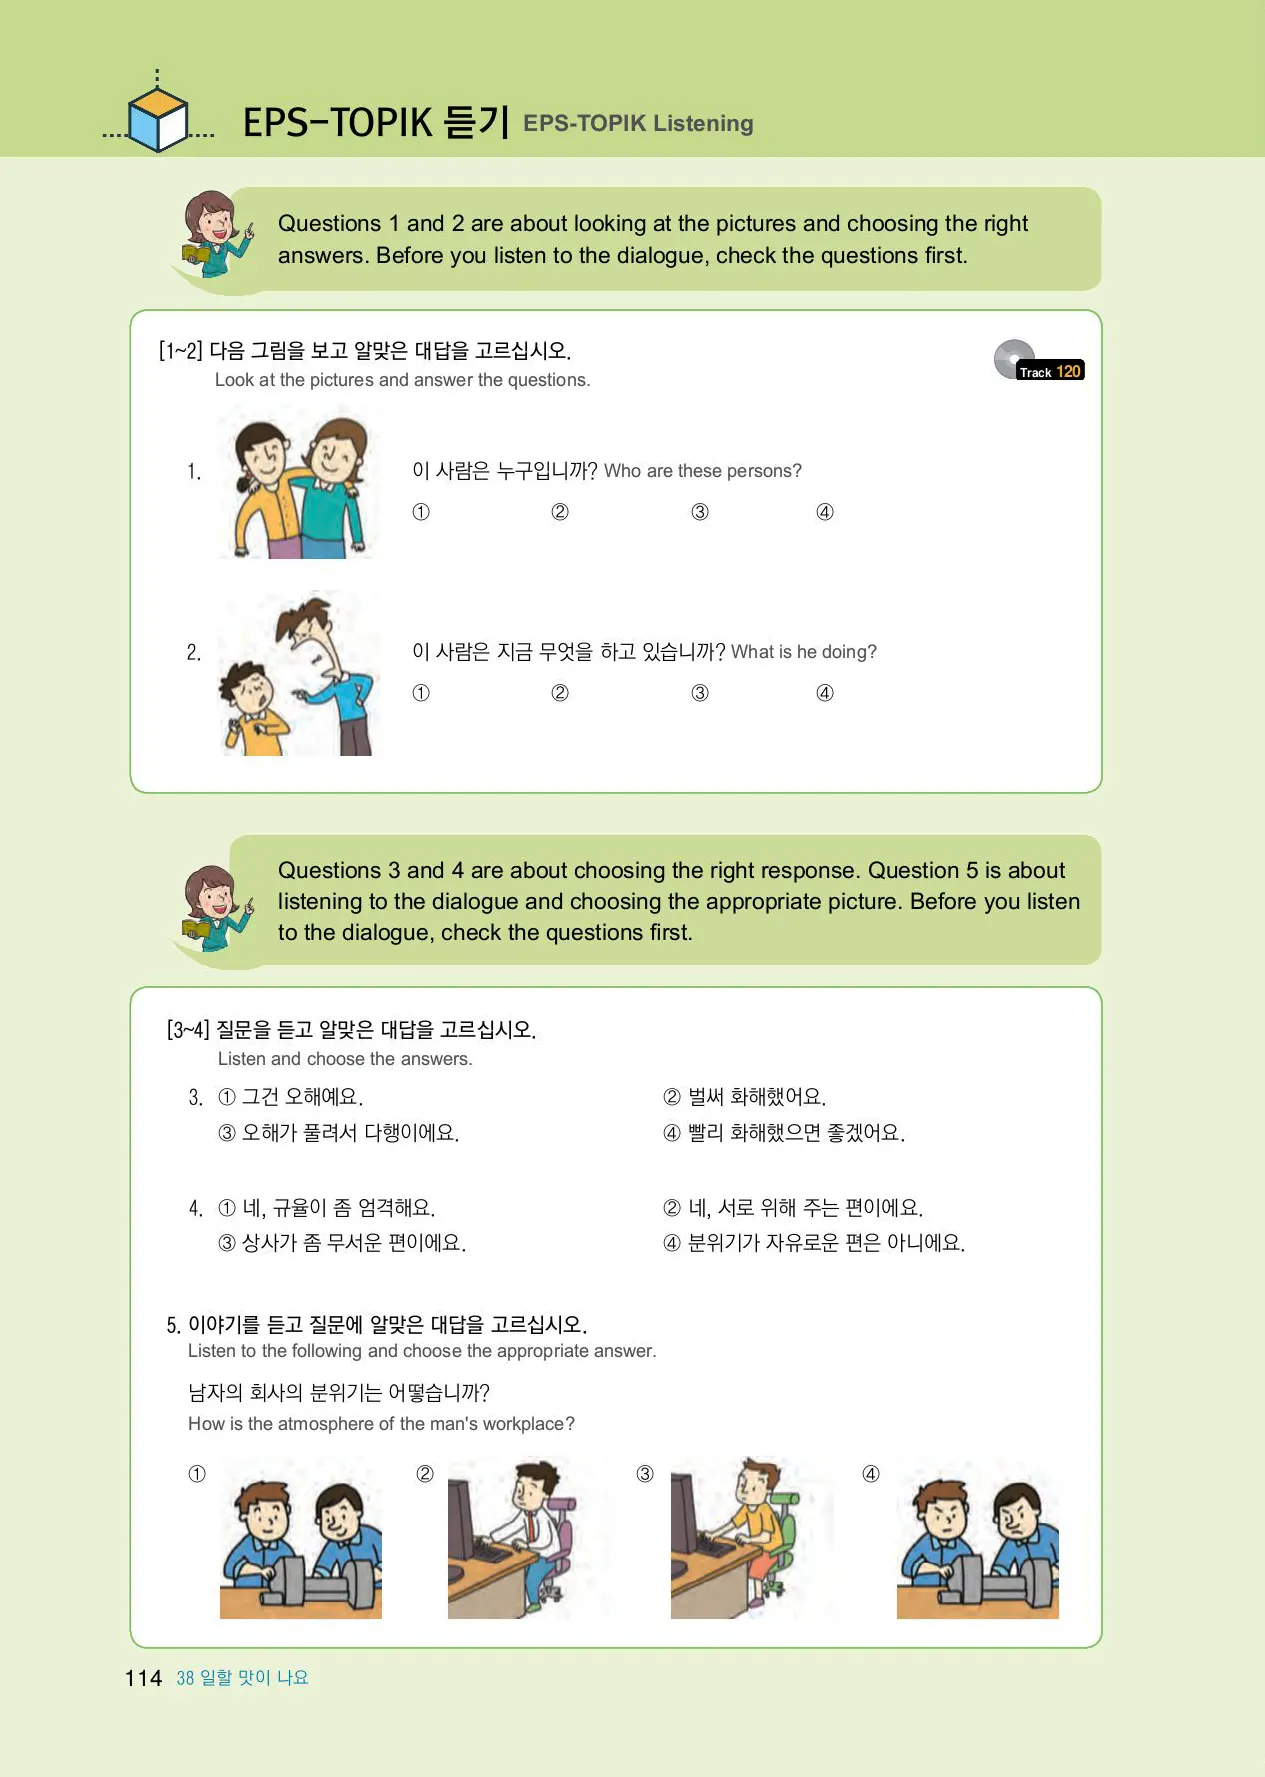 EPS-TOPIK 듣기 EPS-TOPIK Listening
Questions 1 and 2 are about looking at the pictures and choosing the right
answers. Before you listen to the dialogue, check the questions first.
[1~2] 다음 그림을 보고 알맞은 대답을 고르십시오.
Look at the pictures and answer the questions.
Track 120
1. 이 사람은 누구입니까? Who are these persons?
① ② ③ ④
2. 이 사람은 지금 무엇을 하고 있습니까? What is he doing?
① ② ③ ④
Questions 3 and 4 are about choosing the right response. Question 5 is about
listening to the dialogue and choosing the appropriate picture. Before you listen
to the dialogue, check the questions first.
[3~4] 질문을 듣고 알맞은 대답을 고르십시오.
Listen and choose the answers.
3. ① 그건 오해예요. ② 벌써 화해했어요.
③ 오해가 풀려서 다행이에요. ④ 빨리 화해했으면 좋겠어요.
4. ① 네, 규율이 좀 엄격해요. ② 네, 서로 위해 주는 편이에요.
③ 상사가 좀 무서운 편이에요. ④ 분위기가 자유로운 편은 아니에요.
5. 이야기를 듣고 질문에 알맞은 대답을 고르십시오.
Listen to the following and choose the appropriate answer.
남자의 회사의 분위기는 어떻습니까?
How is the atmosphere of the man's workplace?
① ② ③ ④
114 38 일할 맛이 나요